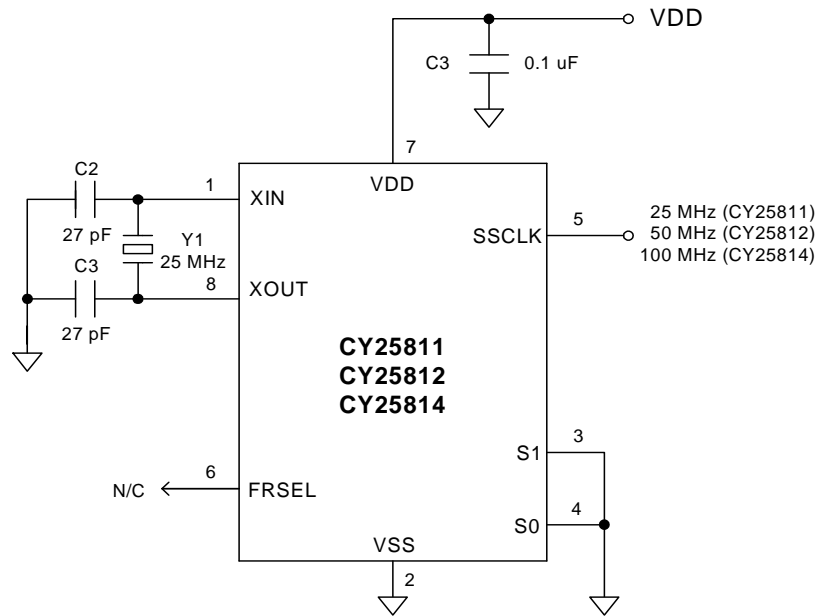 VDD
C3 0.1 uF
7
C2
1
XIN
VDD
27 pF
Y1
25 MHz
C3
8
XOUT
27 pF
SSCLK
5
25 MHz (CY25811)
50 MHz (CY25812)
100 MHz (CY25814)
CY25811
CY25812
CY25814
S1
3
N/C
6
FRSEL
S0
4
VSS
2